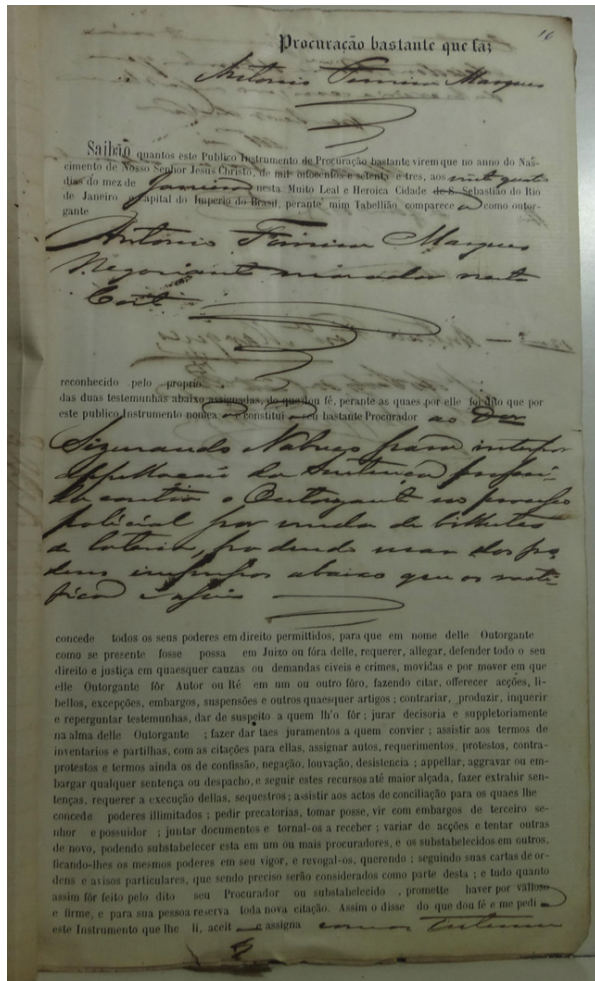 16
Procuração bastante que faz
Antonio Ferreira Marques
Saibão quantos este Publico Instrumento de Procuração bastante virem que no anno do Nas-
cimento de Nosso Senhor Jesus Christo, de mil oitocentos e setenta e tres, aos vinte quatro
dias do mez de Janeiro nesta Muito Leal e Heroica Cidade de S. Sebastião do Rio
de Janeiro Capital do Imperio do Brasil, perante mim Tabellião comparece como outor-
gante
Antonio Ferreira Marques
Negociante morador nesta
Corte
reconhecido pelo proprio
das duas testemunhas abaixo assignadas, do que dou fé, perante as quaes por elle foi dito que por
este publico Instrumento nomea e constitui seu bastante Procurador ao Dor
Sizenando Nabuco para interpor
appellação da sentença proferi-
da contra o Outorgante no processo
policial por venda de bilhetes
de loteria, podendo usar dos po-
deres impressos abaixo que os rati-
fica
concede todos os seus poderes em direito permittidos, para que em nome delle Outorgante
como se presente fosse possa em Juizo ou fóra delle, requerer, allegar, defender todo o seu
direito e justiça em quaesquer cauzas ou demandas civeis e crimes, movidas e por mover em que
elle Outorgante fôr Autor ou Ré em um ou outro fôro, fazendo citar, offerecer acções, li-
bellos, excepções, embargos, suspensões e outros quaesquer artigos; contrariar, produzir, inquerir
e reperguntar testemunhas, dar de suspeito a quem lh'o fôr; jurar decisoria e suppletoriamente
na alma delle Outorgante ; fazer dar taes juramentos a quem convier; assistir aos termos de
inventarios e partilhas, com as citações para ellas, assignar autos, requerimentos, protestos, contra-
protestos e termos ainda os de confissão, negação, louvação, desistencia; appellar, aggravar ou em-
bargar qualquer sentença ou despacho, e seguir estes recursos até maior alçada, fazer extrahir sen-
tenças, requerer a execução dellas, sequestros; assistir aos actos de conciliação para os quaes lhe
concede poderes illimitados; pedir precatorias, tomar posse, vir com embargos de terceiro se-
nhor e possuidor; juntar documentos e tornal-os a receber; variar de acções e tentar outras
de novo, podendo substabelecer esta em um ou mais procuradores, e os substabelecidos em outros,
ficando-lhes os mesmos poderes em seu vigor, e revogal-os, querendo; seguindo suas cartas de or-
dens e avisos particulares, que sendo preciso serão considerados como parte desta; e tudo quanto
assim fôr feito pelo dito seu Procurador ou substabelecido , promette haver por valioso
e firme, e para sua pessoa reserva toda nova citação. Assim o disse do que dou fé e me pedi
este Instrumento que lhe li, aceit e assigna com as testemu